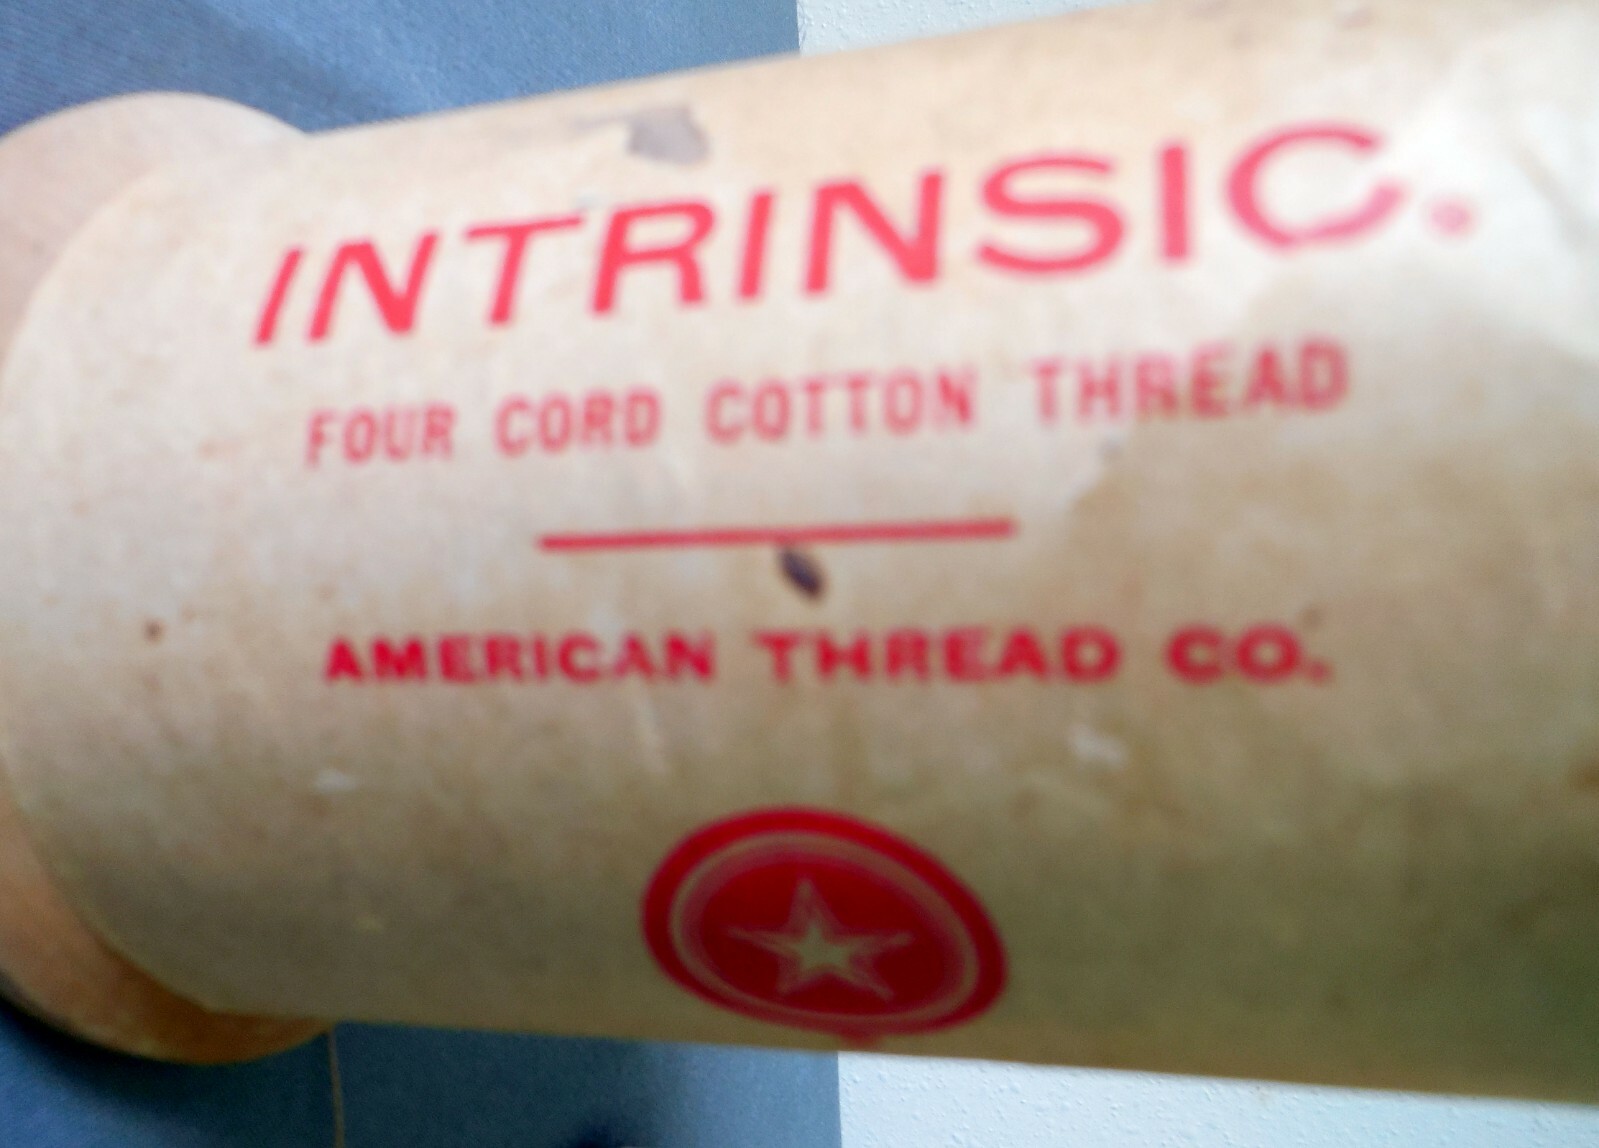 INTRINSIC®
FOUR CORD COTTON THREAD
AMERICAN THREAD CO.